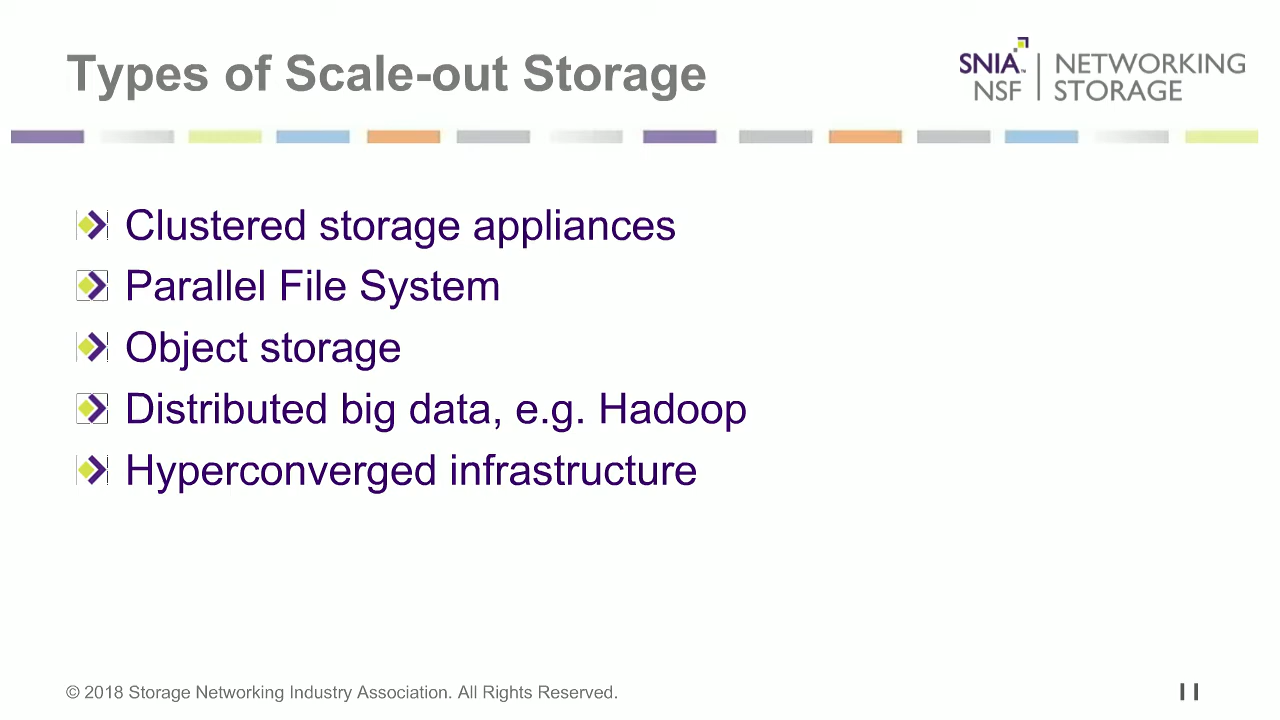 Types of Scale-out Storage
SNIA™ NSF | NETWORKING STORAGE
Clustered storage appliances
Parallel File System
Object storage
Distributed big data, e.g. Hadoop
Hyperconverged infrastructure
© 2018 Storage Networking Industry Association. All Rights Reserved.
11